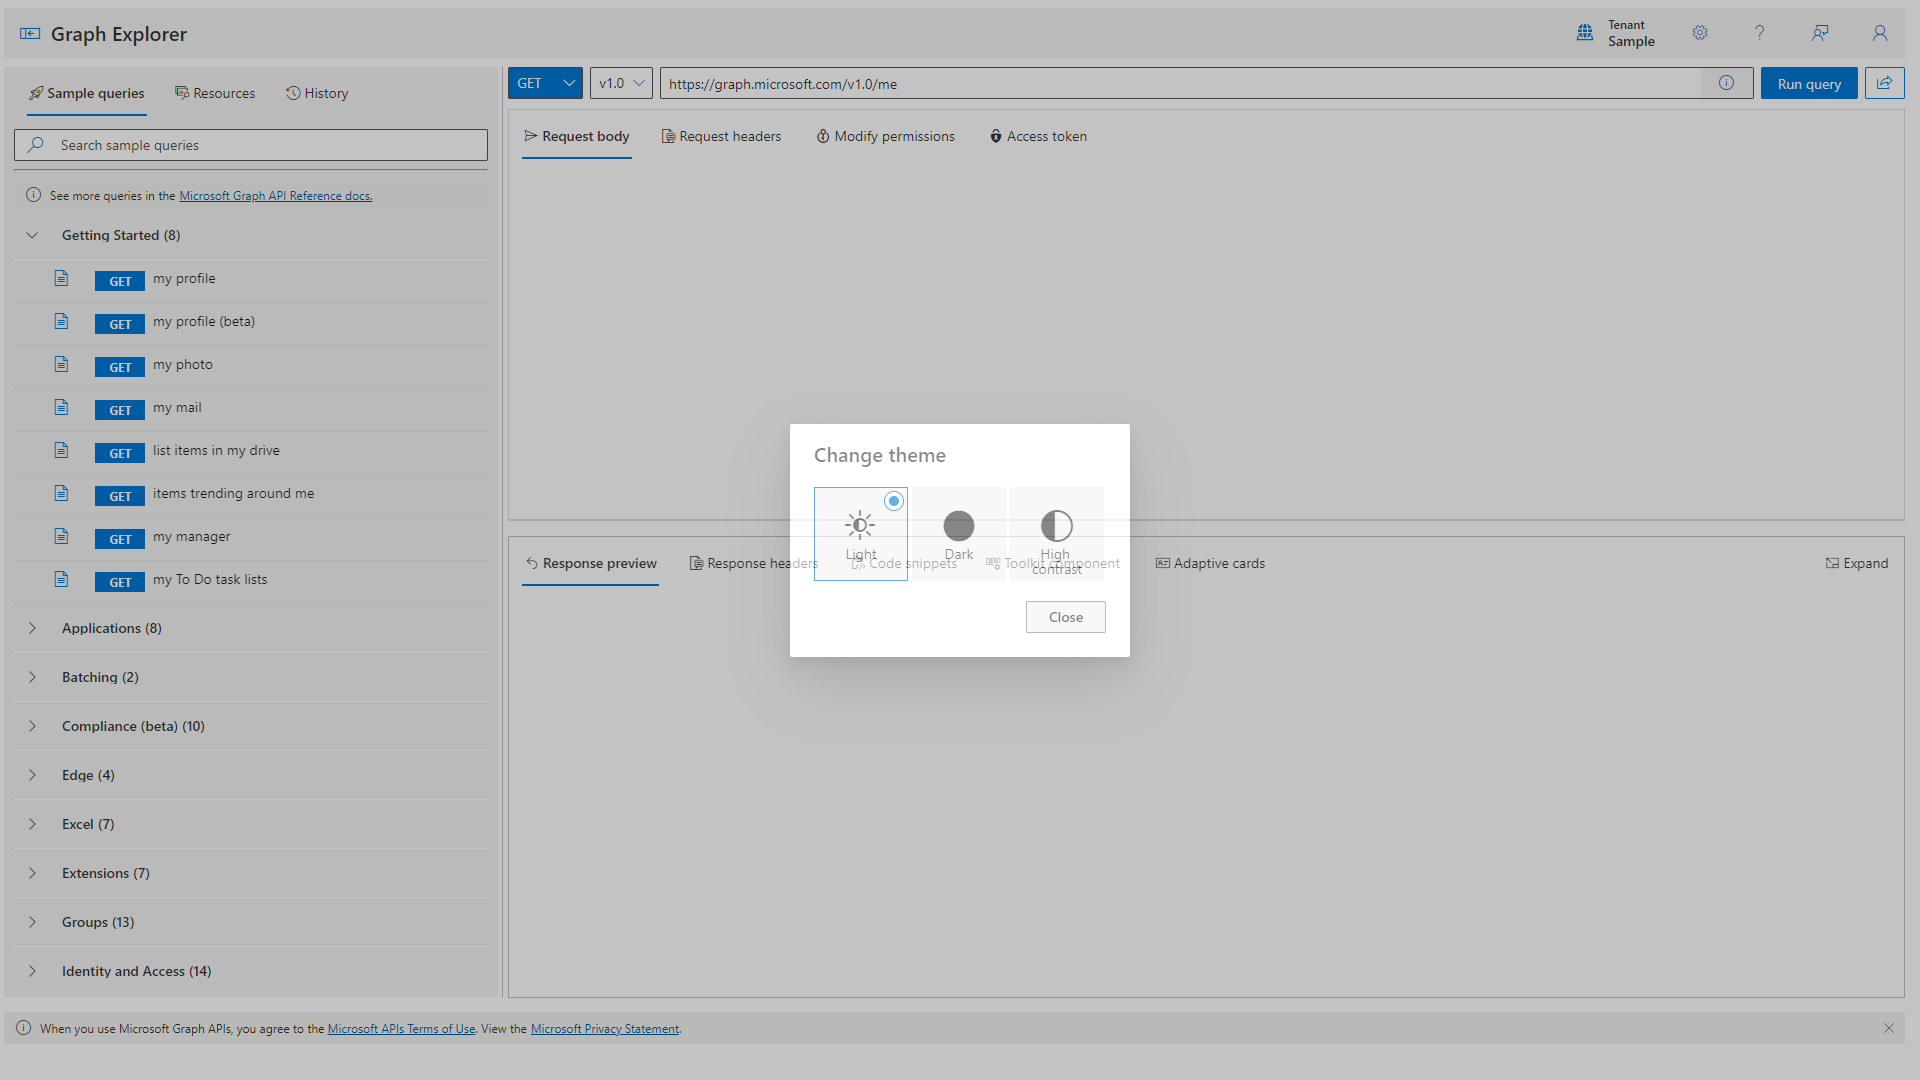 Graph Explorer
Tenant
Sample
Sample queries
Resources
History
Search sample queries
See more queries in the Microsoft Graph API Reference docs.
Getting Started (8)
GET my profile
GET my profile (beta)
GET my photo
GET my mail
GET list items in my drive
GET items trending around me
GET my manager
GET my To Do task lists
Applications (8)
Batching (2)
Compliance (beta) (10)
Edge (4)
Excel (7)
Extensions (7)
Groups (13)
Identity and Access (14)
GET
v1.0
https://graph.microsoft.com/v1.0/me
Run query
Request body
Request headers
Modify permissions
Access token
Change theme
Light
Dark
High
contrast
Close
Response preview
Response headers
Code snippets
Toolkit component
Adaptive cards
Expand
When you use Microsoft Graph APIs, you agree to the Microsoft APIs Terms of Use. View the Microsoft Privacy Statement.